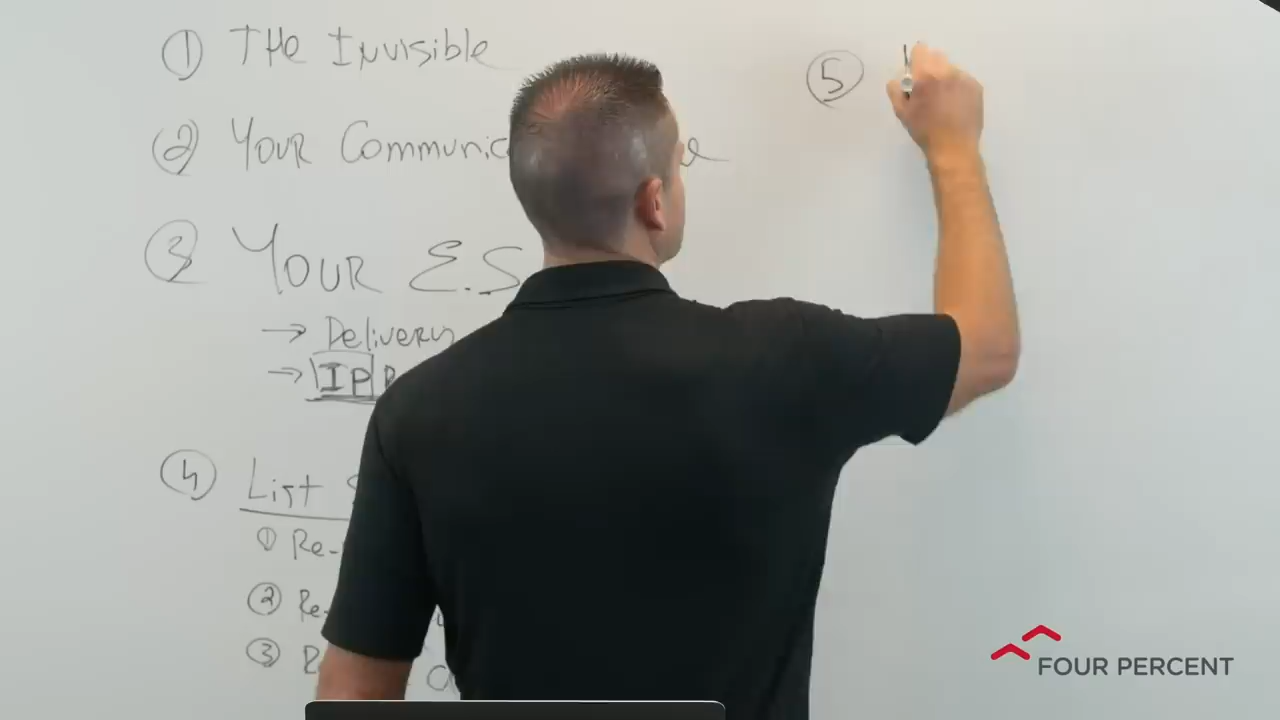 ① THe Invisible
② YOUR Communic
③ YOUR E.S
→ Delivery
→ IP R
④ List S
① Re-
② Re-
③ R
⑤
FOUR PERCENT